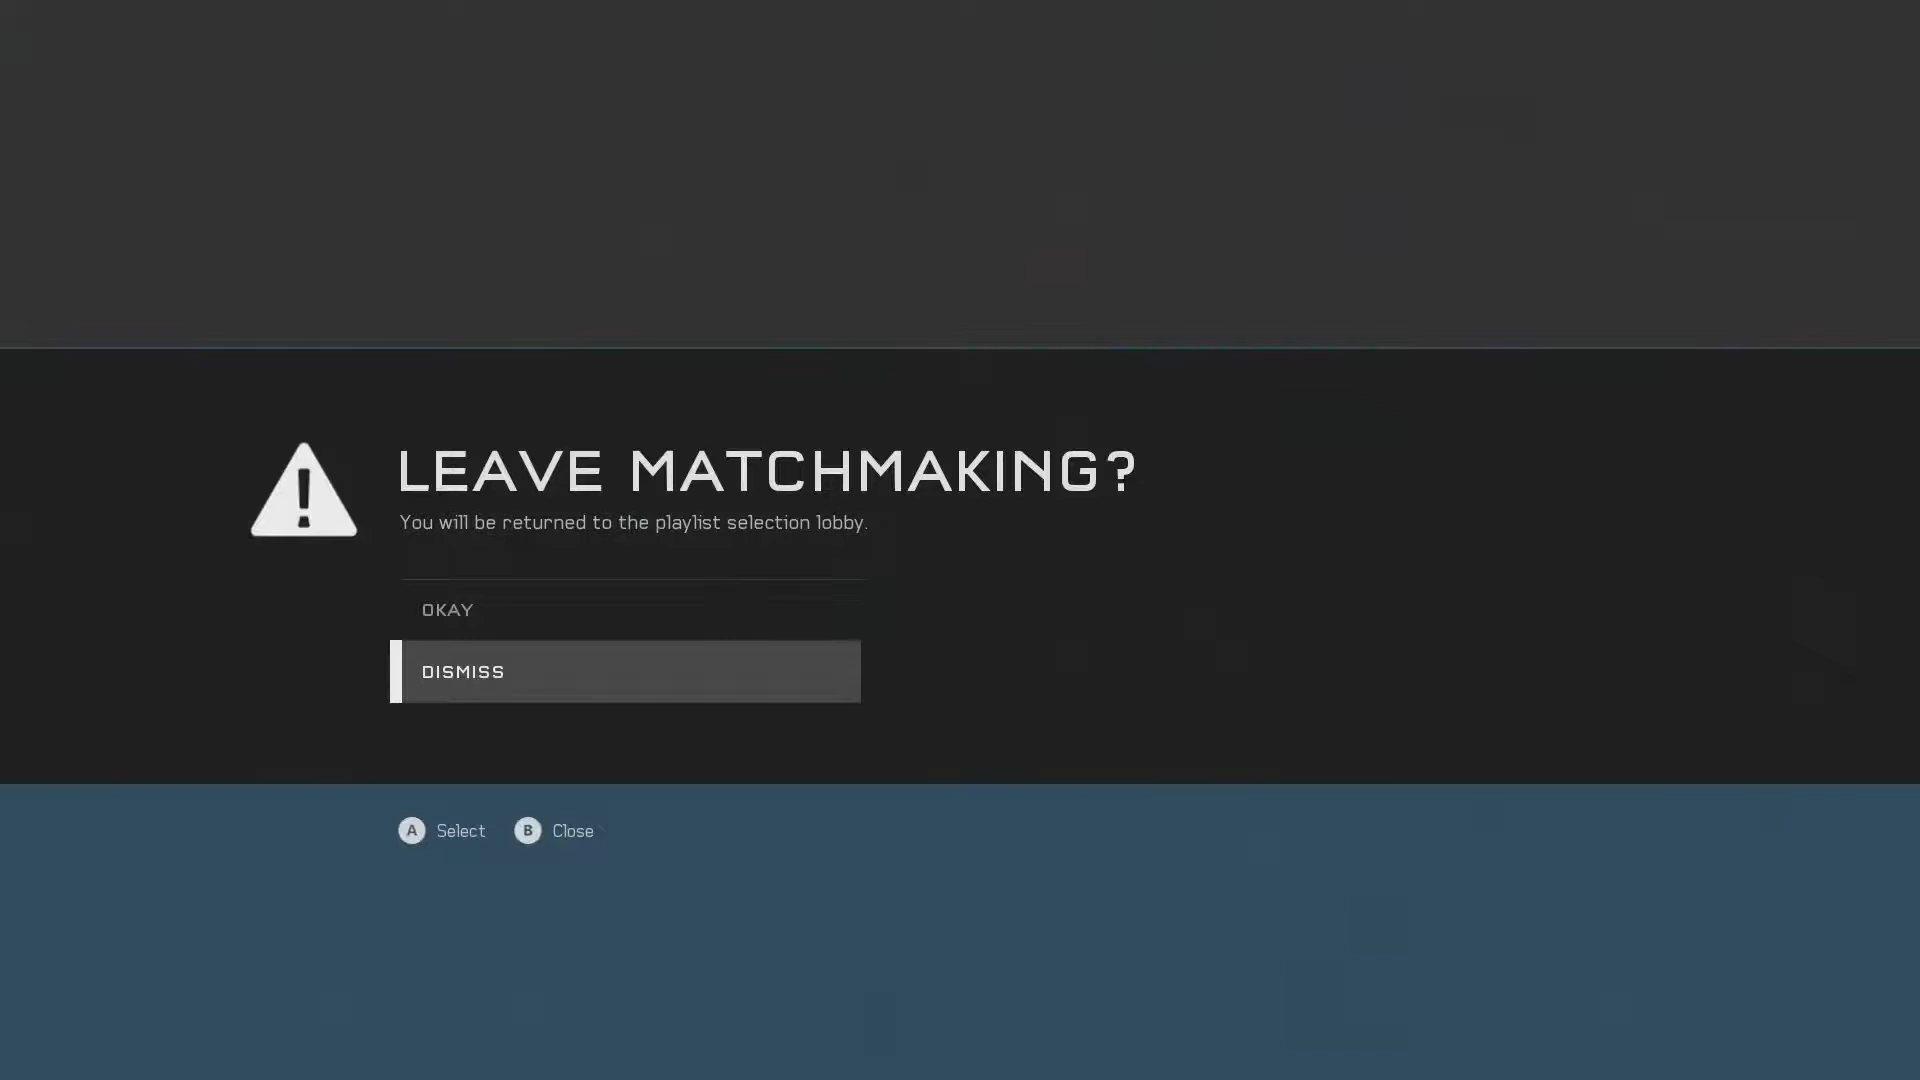 LEAVE MATCHMAKING?
You will be returned to the playlist selection lobby.
OKAY
DISMISS
A Select B Close